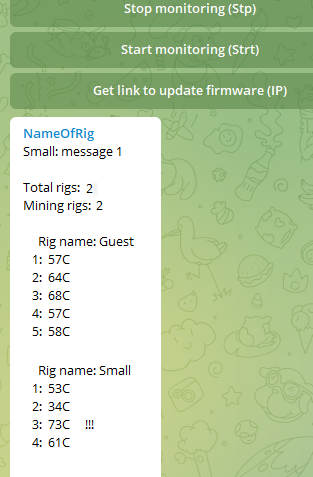 Stop monitoring (Stp)
Start monitoring (Strt)
Get link to update firmware (IP)
NameOfRig
Small: message 1
Total rigs: 2
Mining rigs: 2
Rig name: Guest
1: 57C
2: 64C
3: 68C
4: 57C
5: 58C
Rig name: Small
1: 53C
2: 34C
3: 73C !!!
4: 61C